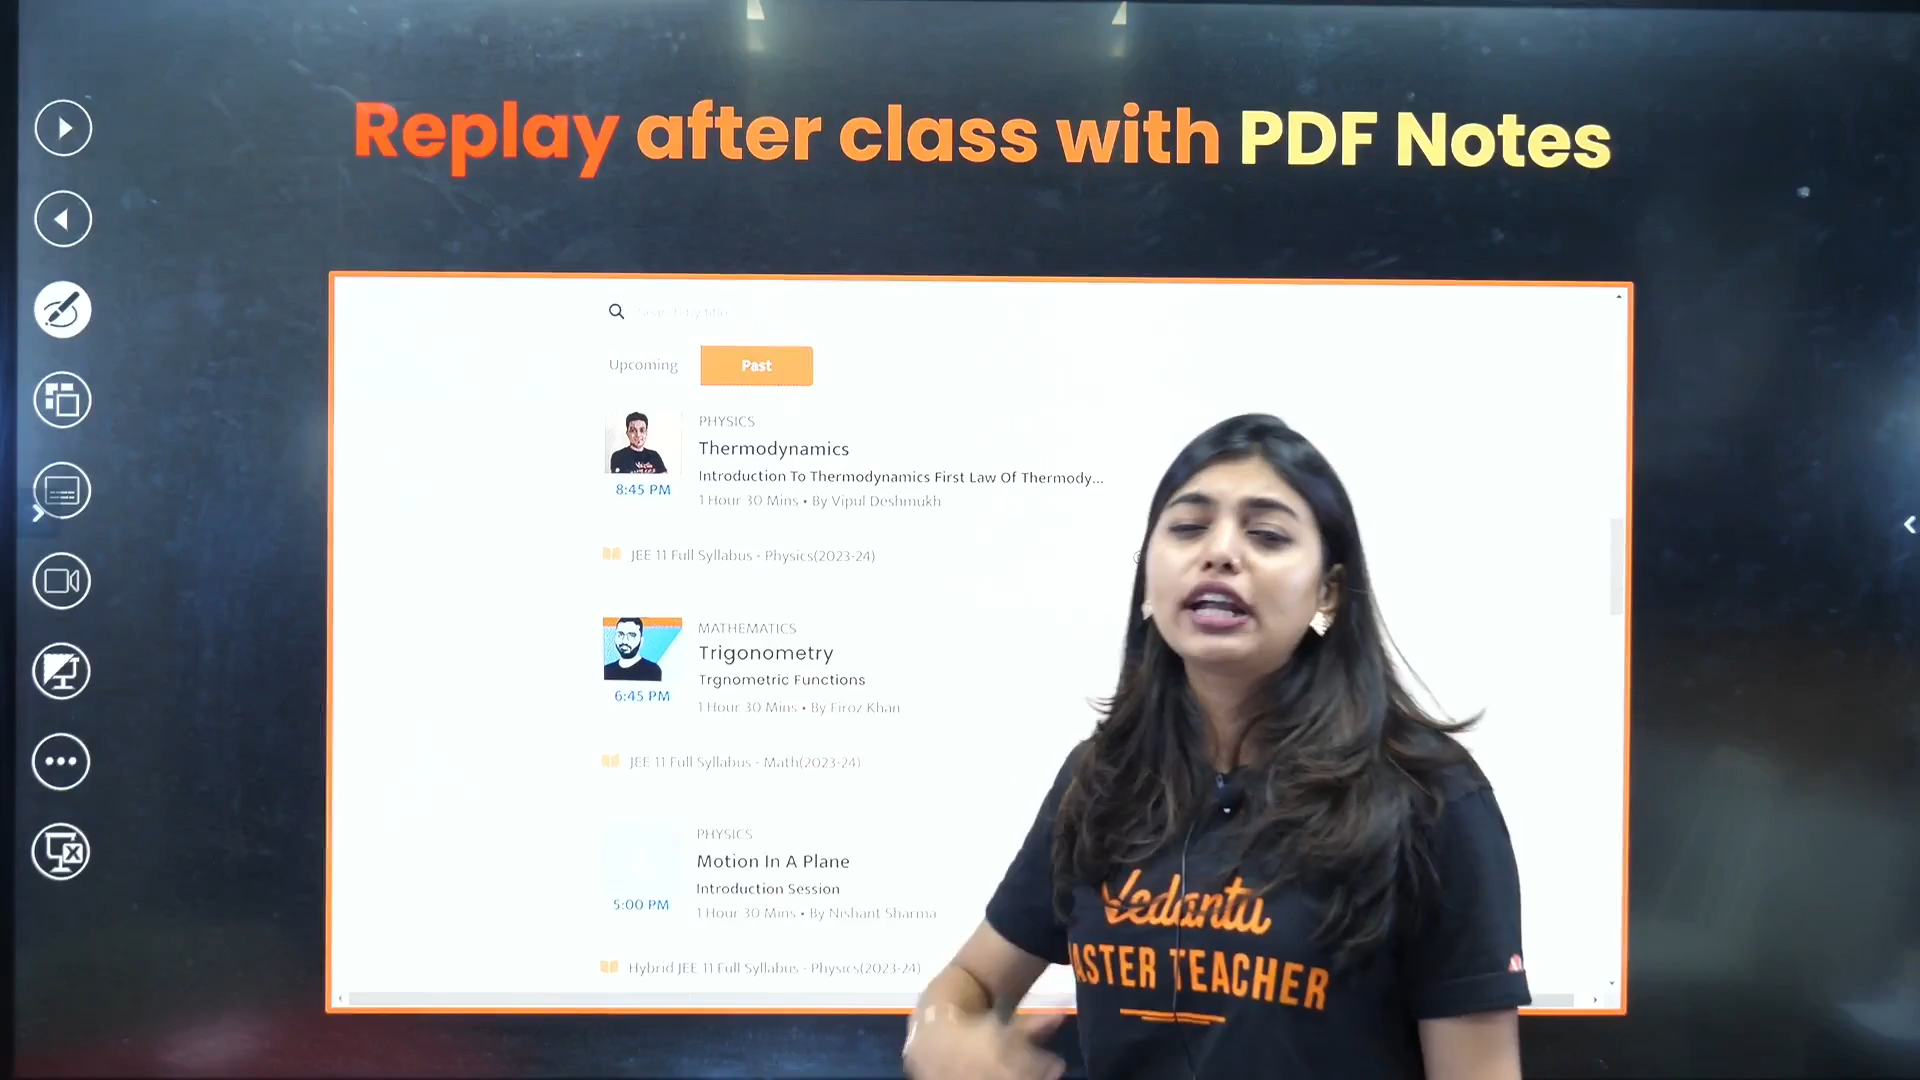 Replay after class with PDF Notes
Search by title
Upcoming
Past
PHYSICS
Thermodynamics
Introduction To Thermodynamics First Law Of Thermody...
8:45 PM
1 Hour 30 Mins • By Vipul Deshmukh
JEE 11 Full Syllabus - Physics(2023-24)
MATHEMATICS
Trigonometry
Trgnometric Functions
6:45 PM
1 Hour 30 Mins • By Firoz Khan
JEE 11 Full Syllabus - Math(2023-24)
PHYSICS
Motion In A Plane
Introduction Session
5:00 PM
1 Hour 30 Mins • By Nishant Sharma
Hybrid JEE 11 Full Syllabus - Physics(2023-24)
Vedantu
ASTER TEACHER